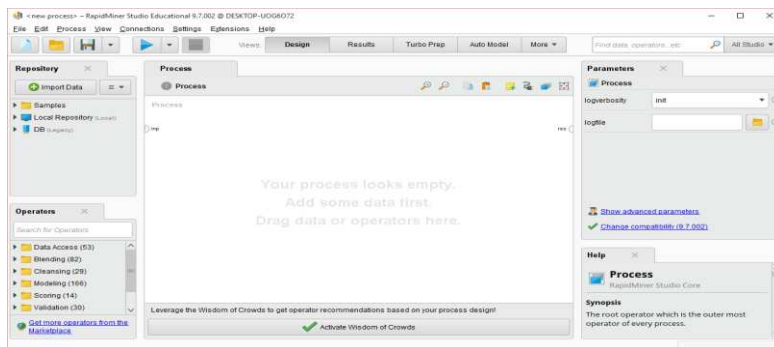 <new process> – RapidMiner Studio Educational 9.7.002 @ DESKTOP-UOG6O72
File Edit Process View Connections Settings Extensions Help
Views: Design Results Turbo Prep Auto Model More
Find data, operators...etc All Studio
Repository
Import Data
Samples
Local Repository (Local)
DB (Legacy)
Operators
Search for Operators
Data Access (53)
Blending (82)
Cleansing (29)
Modeling (166)
Scoring (14)
Validation (30)
Get more operators from the Marketplace
Process
Process
Process
inp
res
Your process looks empty.
Add some data first.
Drag data or operators here.
Leverage the Wisdom of Crowds to get operator recommendations based on your process design!
Activate Wisdom of Crowds
Parameters
Process
logverbosity init
logfile
Show advanced parameters
Change compatibility (9.7.002)
Help
Process
RapidMiner Studio Core
Synopsis
The root operator which is the outer most
operator of every process.